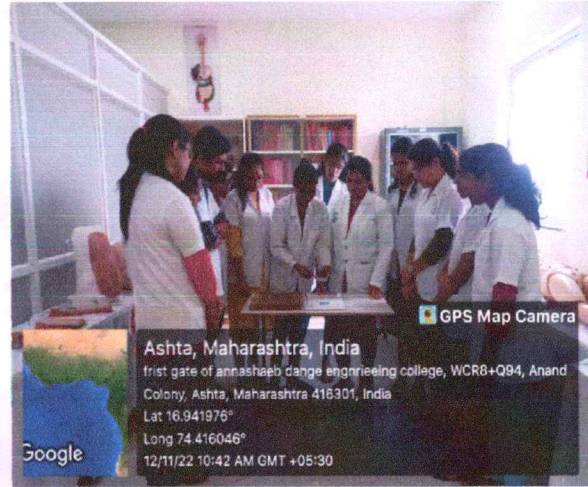 GPS Map Camera
Ashta, Maharashtra, India
frist gate of annashaeb dange engnrieeing college, WCR8+Q94, Anand
Colony, Ashta, Maharashtra 416301, India
Lat 16.941976°
Long 74.416046°
12/11/22 10:42 AM GMT +05:30
Google